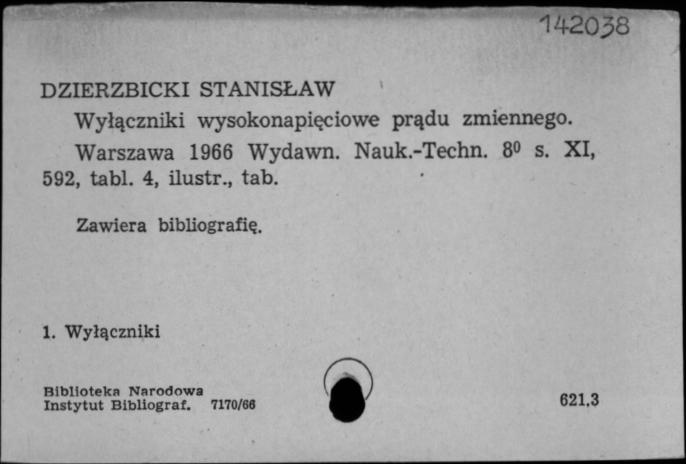 142038
DZIERZBICKI STANISŁAW
Wyłączniki wysokonapięciowe prądu zmiennego.
Warszawa 1966 Wydawn. Nauk.-Techn. 8⁰ s. XI,
592, tabl. 4, ilustr., tab.
Zawiera bibliografię.
1. Wyłączniki
Biblioteka Narodowa
Instytut Bibliograf. 7170/66
621.3